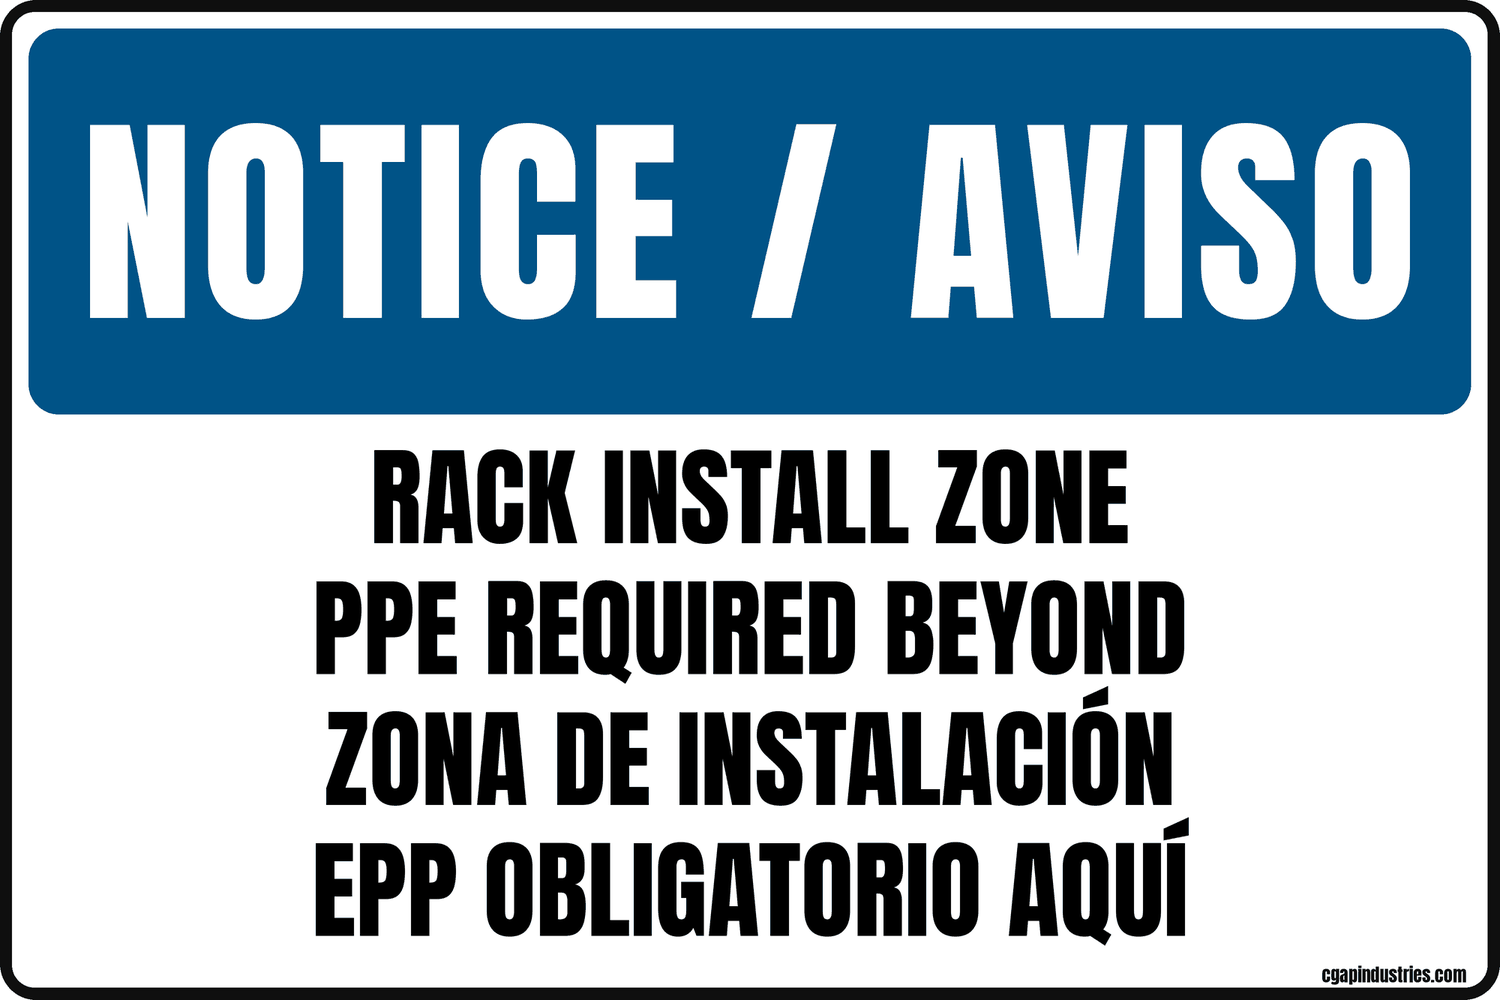 NOTICE / AVISO
RACK INSTALL ZONE
PPE REQUIRED BEYOND
ZONA DE INSTALACIÓN
EPP OBLIGATORIO AQUÍ
cgapindustries.com